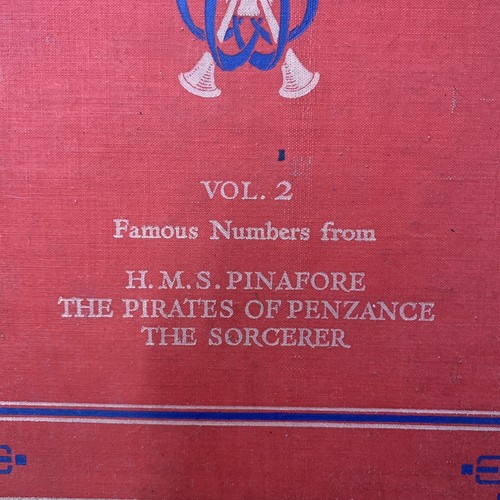 VOL. 2
Famous Numbers from
H. M. S. PINAFORE
THE PIRATES OF PENZANCE
THE SORCERER